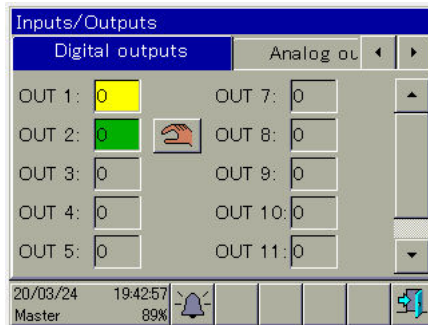 Inputs/Outputs
Digital outputs Analog ou
OUT 1: 0 OUT 7: 0
OUT 2: 0 OUT 8: 0
OUT 3: 0 OUT 9: 0
OUT 4: 0 OUT 10: 0
OUT 5: 0 OUT 11: 0
20/03/24 19:42:57
Master 89%